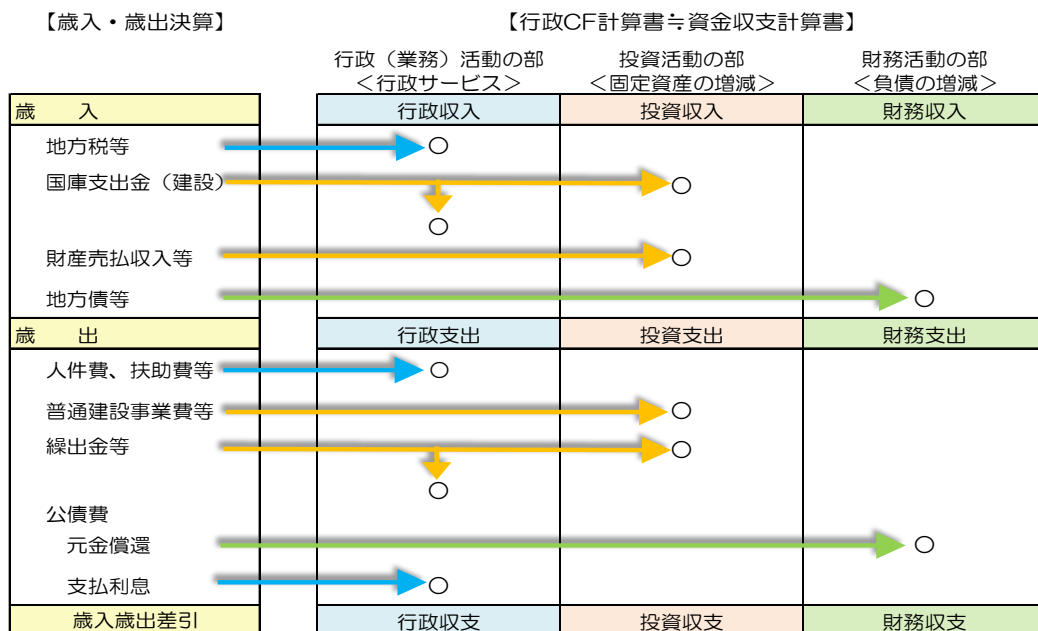 【歳入・歳出決算】 【行政CF計算書≒資金収支計算書】
行政（業務）活動の部 投資活動の部 財務活動の部
＜行政サービス＞ ＜固定資産の増減＞ ＜負債の増減＞
歳　　入 行政収入 投資収入 財務収入
地方税等 ○
国庫支出金（建設） ○
○
財産売払収入等 ○
地方債等 ○
歳　　出 行政支出 投資支出 財務支出
人件費、扶助費等 ○
普通建設事業費等 ○
繰出金等 ○
○
公債費
元金償還 ○
支払利息 ○
歳入歳出差引 行政収支 投資収支 財務収支